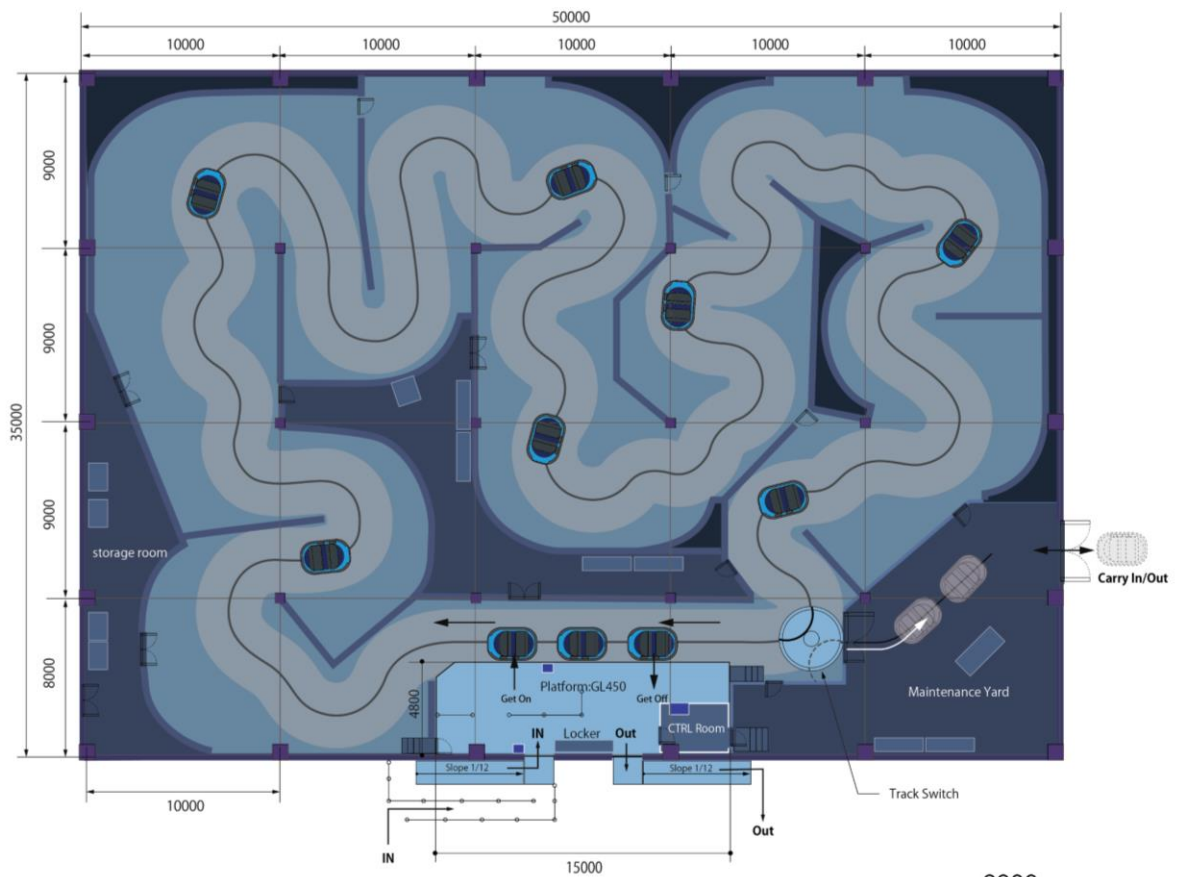 50000
10000
10000
10000
10000
10000
35000
9000
9000
9000
8000
storage room
Carry In/Out
Maintenance Yard
4800
Platform:GL450
Get On
Get Off
CTRL Room
IN
Locker
Out
Slope 1/12
Slope 1/12
10000
Track Switch
IN
Out
15000